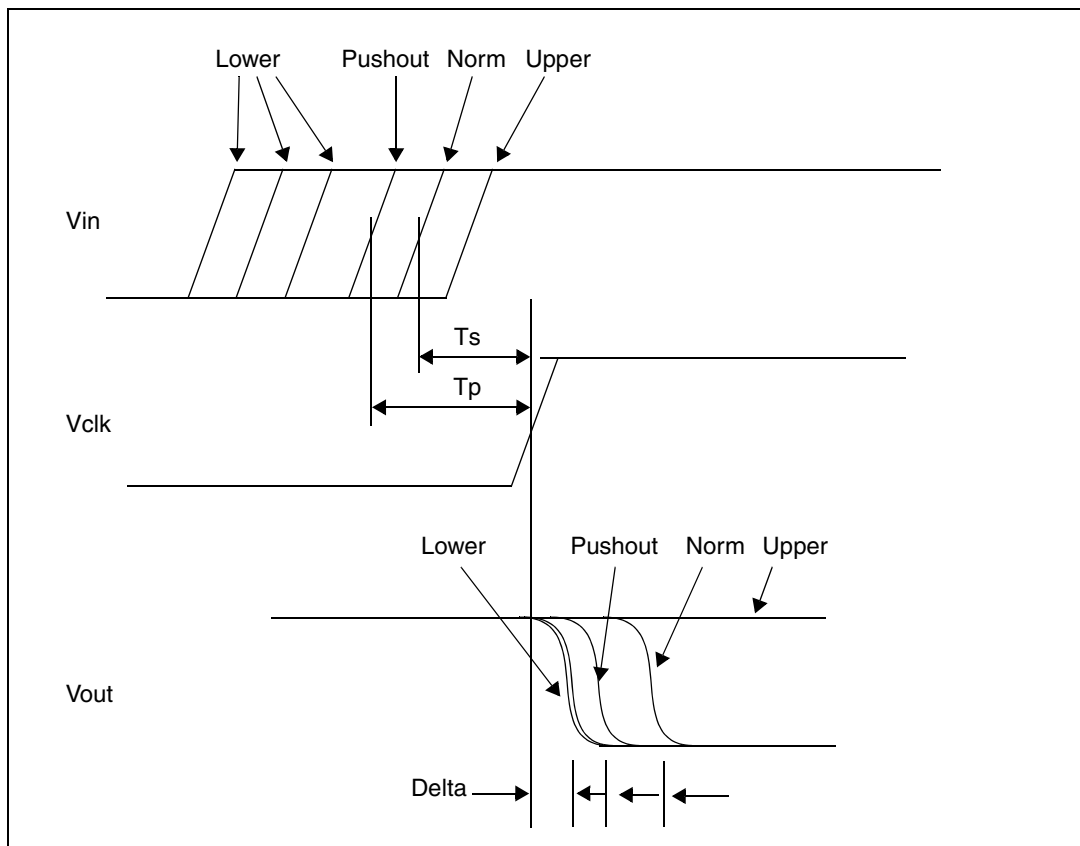 Lower Pushout Norm Upper
Vin
Ts
Tp
Vclk
Lower Pushout Norm Upper
Vout
Delta